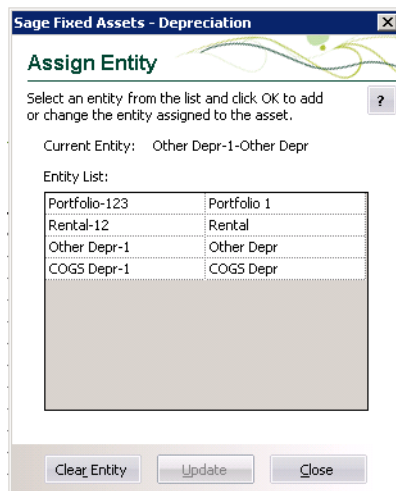 Sage Fixed Assets - Depreciation
Assign Entity
Select an entity from the list and click OK to add
or change the entity assigned to the asset.
?
Current Entity: Other Depr-1-Other Depr
Entity List:
Portfolio-123 Portfolio 1
Rental-12 Rental
Other Depr-1 Other Depr
COGS Depr-1 COGS Depr
Clear Entity Update Close